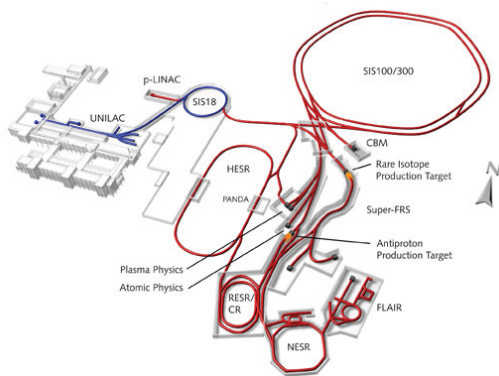 p-LINAC
SIS18
SIS100/300
UNILAC
CBM
Rare Isotope
Production Target
HESR
PANDA
Super-FRS
N
Antiproton
Production Target
Plasma Physics
Atomic Physics
RESR/
CR
FLAIR
NESR